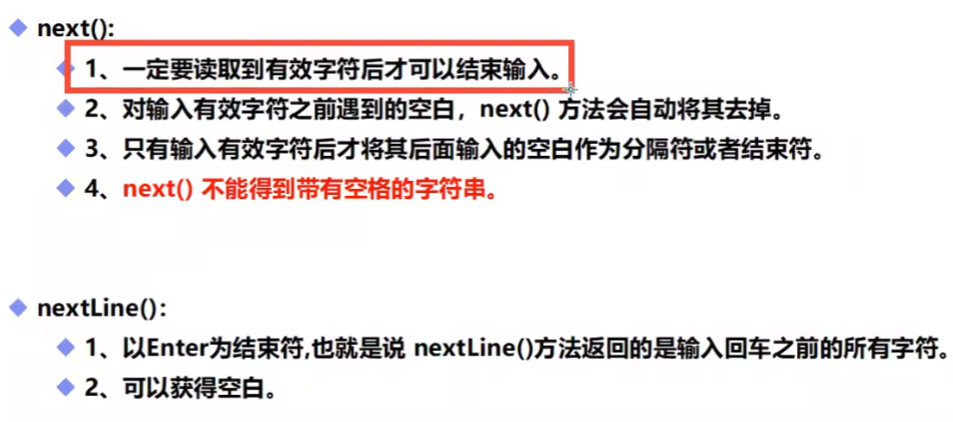 next():
1、一定要读取到有效字符后才可以结束输入。
2、对输入有效字符之前遇到的空白，next() 方法会自动将其去掉。
3、只有输入有效字符后才将其后面输入的空白作为分隔符或者结束符。
4、next() 不能得到带有空格的字符串。
nextLine():
1、以Enter为结束符,也就是说 nextLine()方法返回的是输入回车之前的所有字符。
2、可以获得空白。